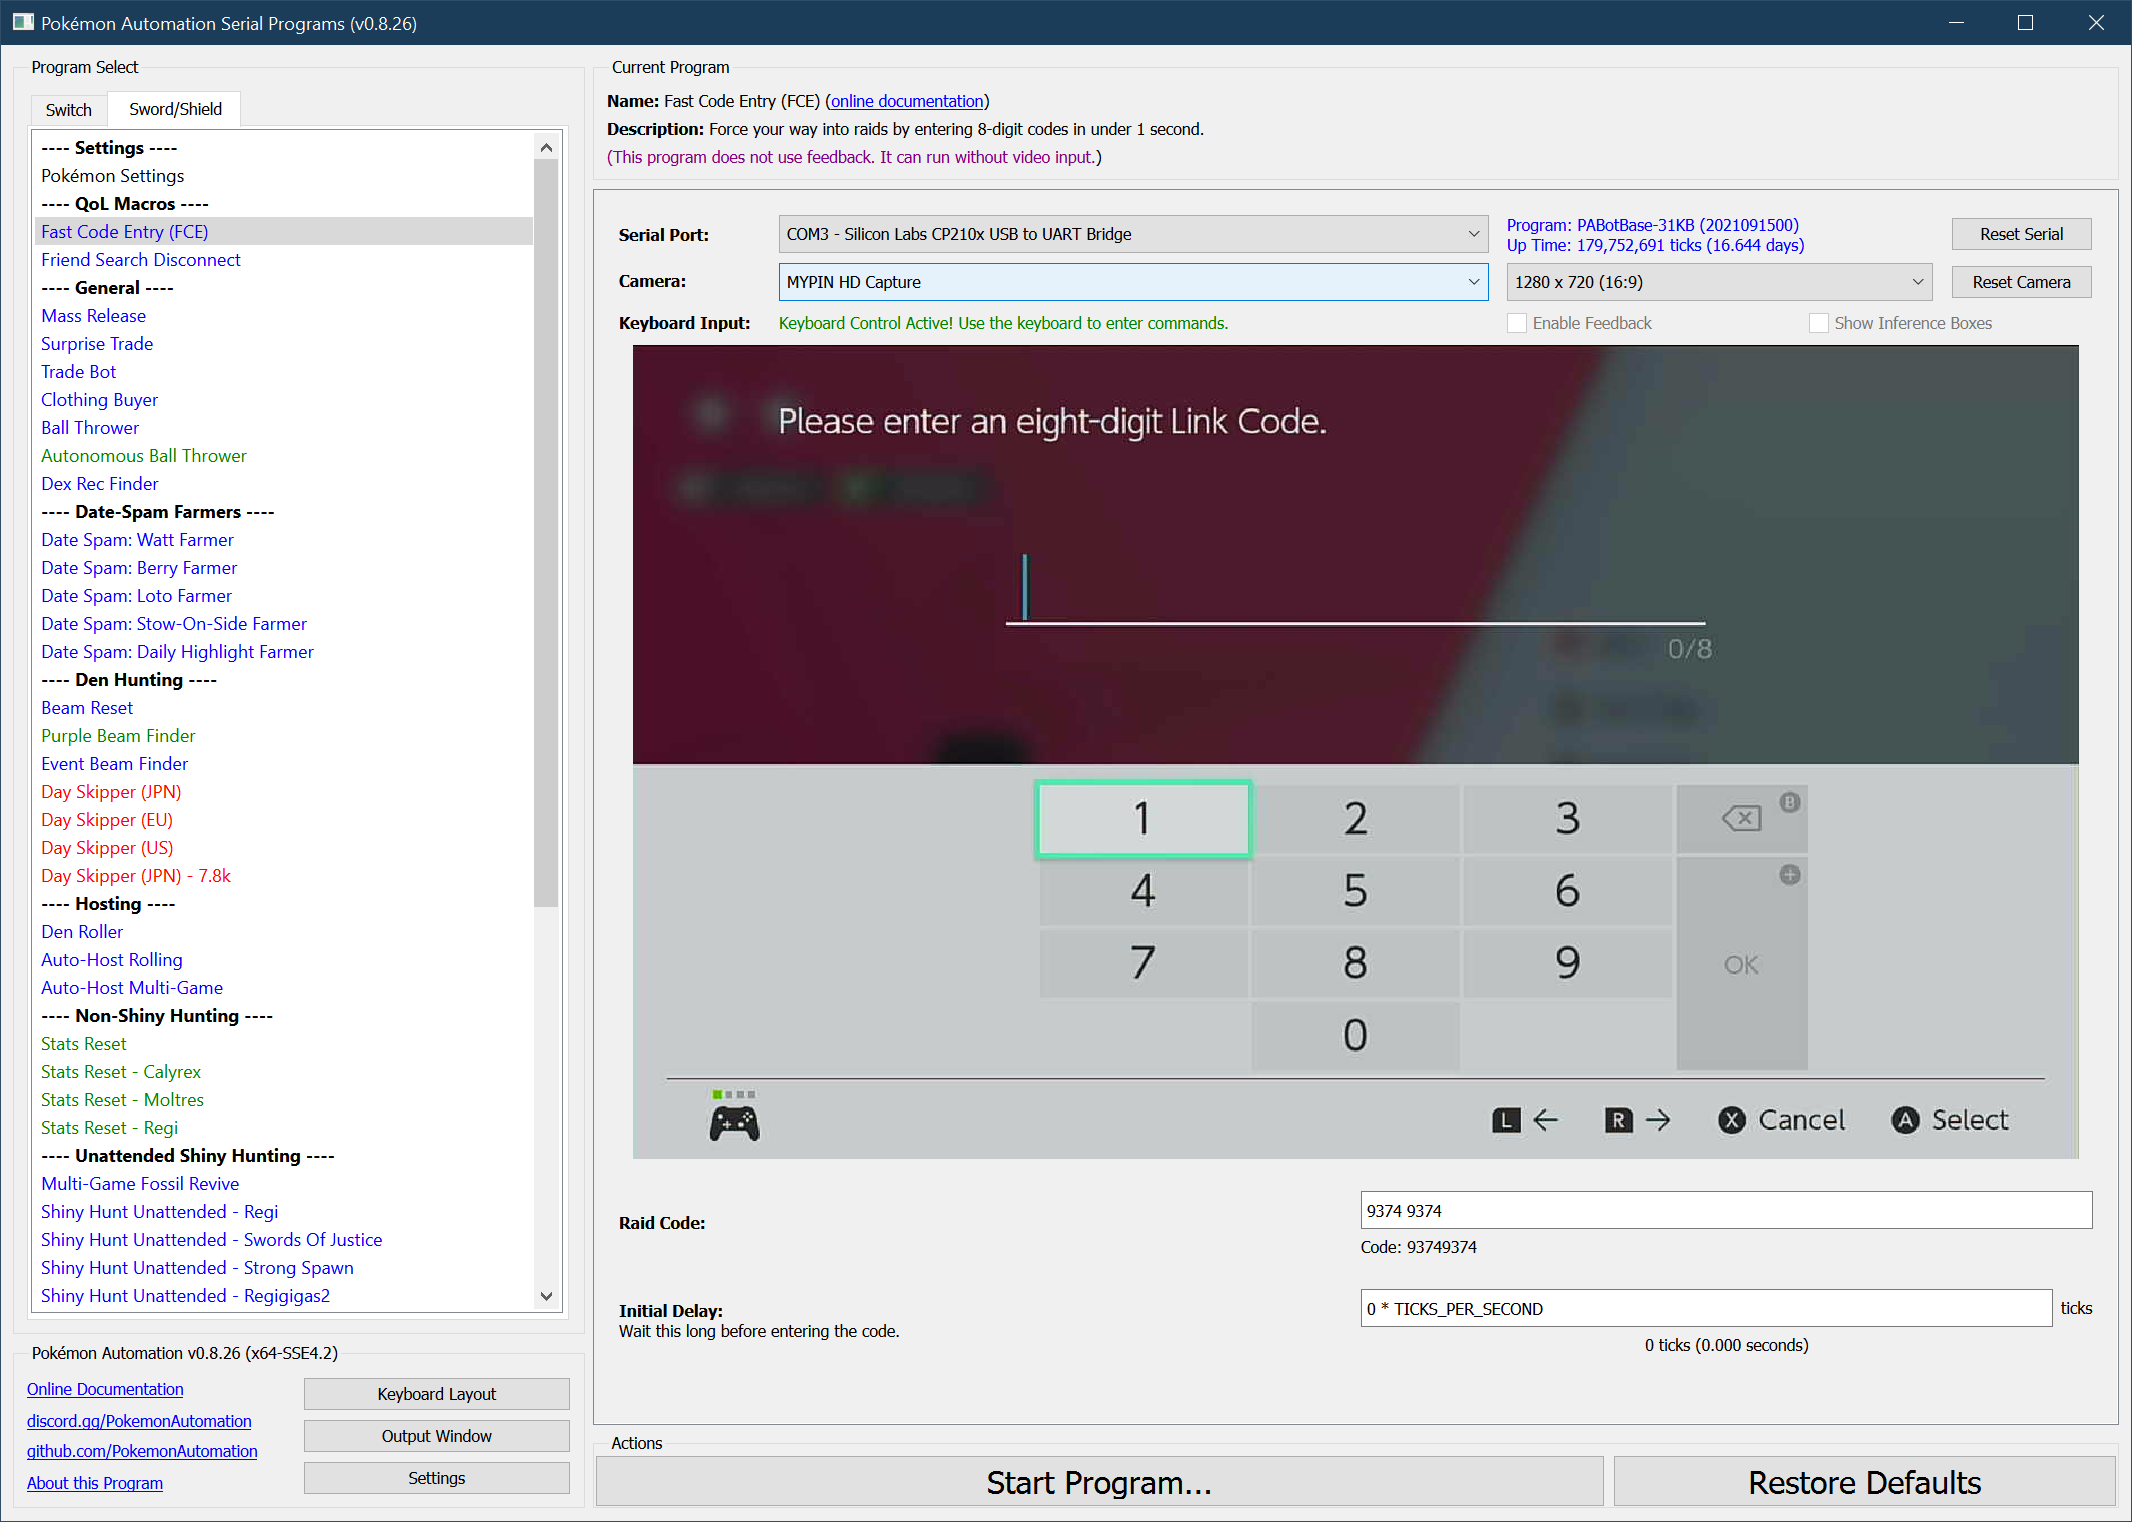 Pokémon Automation Serial Programs (v0.8.26)
Program Select
Switch
Sword/Shield
---- Settings ----
Pokémon Settings
---- QoL Macros ----
Fast Code Entry (FCE)
Friend Search Disconnect
---- General ----
Mass Release
Surprise Trade
Trade Bot
Clothing Buyer
Ball Thrower
Autonomous Ball Thrower
Dex Rec Finder
---- Date-Spam Farmers ----
Date Spam: Watt Farmer
Date Spam: Berry Farmer
Date Spam: Loto Farmer
Date Spam: Stow-On-Side Farmer
Date Spam: Daily Highlight Farmer
---- Den Hunting ----
Beam Reset
Purple Beam Finder
Event Beam Finder
Day Skipper (JPN)
Day Skipper (EU)
Day Skipper (US)
Day Skipper (JPN) - 7.8k
---- Hosting ----
Den Roller
Auto-Host Rolling
Auto-Host Multi-Game
---- Non-Shiny Hunting ----
Stats Reset
Stats Reset - Calyrex
Stats Reset - Moltres
Stats Reset - Regi
---- Unattended Shiny Hunting ----
Multi-Game Fossil Revive
Shiny Hunt Unattended - Regi
Shiny Hunt Unattended - Swords Of Justice
Shiny Hunt Unattended - Strong Spawn
Shiny Hunt Unattended - Regigigas2
Pokémon Automation v0.8.26 (x64-SSE4.2)
Online Documentation
discord.gg/PokemonAutomation
github.com/PokemonAutomation
About this Program
Keyboard Layout
Output Window
Settings
Current Program
Name: Fast Code Entry (FCE) (online documentation)
Description: Force your way into raids by entering 8-digit codes in under 1 second.
(This program does not use feedback. It can run without video input.)
Serial Port:
COM3 - Silicon Labs CP210x USB to UART Bridge
Program: PABotBase-31KB (2021091500)
Up Time: 179,752,691 ticks (16.644 days)
Reset Serial
Camera:
MYPIN HD Capture
1280 x 720 (16:9)
Reset Camera
Keyboard Input:
Keyboard Control Active! Use the keyboard to enter commands.
Enable Feedback
Show Inference Boxes
Please enter an eight-digit Link Code.
0/8
1 2 3 B
4 5 6 +
7 8 9 OK
0
L ← R → X Cancel A Select
Raid Code:
9374 9374
Code: 93749374
Initial Delay:
Wait this long before entering the code.
0 * TICKS_PER_SECOND
ticks
0 ticks (0.000 seconds)
Actions
Start Program...
Restore Defaults